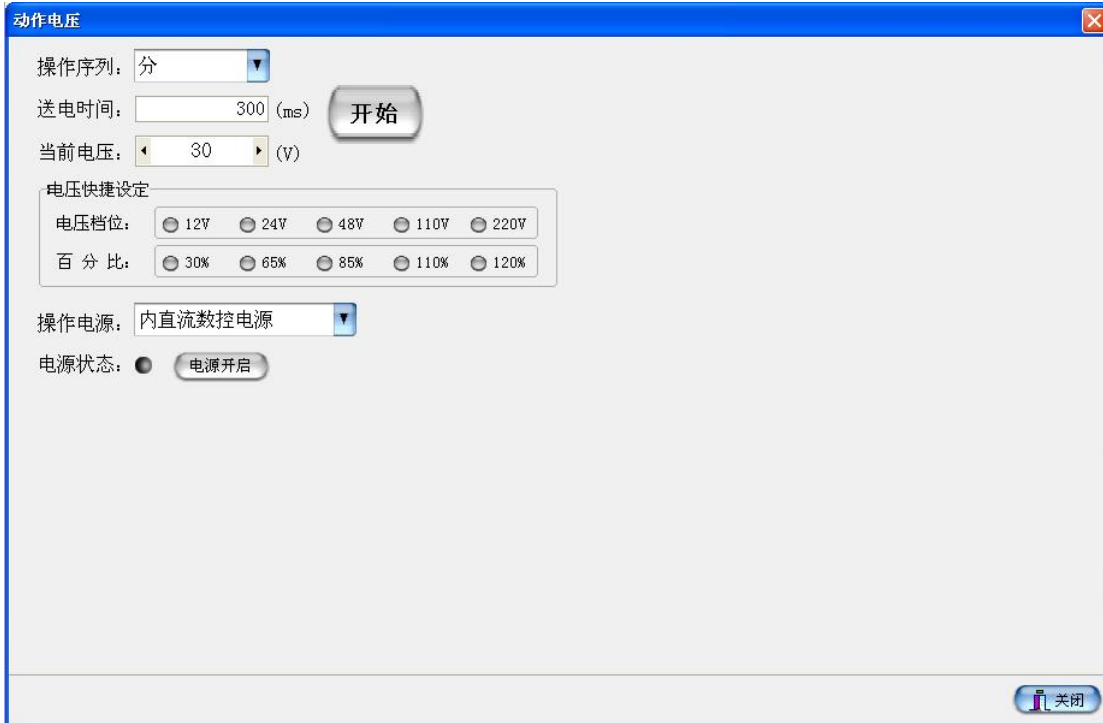 动作电压
操作序列: 分
送电时间: 300 (ms)
开始
当前电压: 30 (V)
电压快捷设定
电压档位: 12V 24V 48V 110V 220V
百 分 比: 30% 65% 85% 110% 120%
操作电源: 内直流数控电源
电源状态: 电源开启
关闭